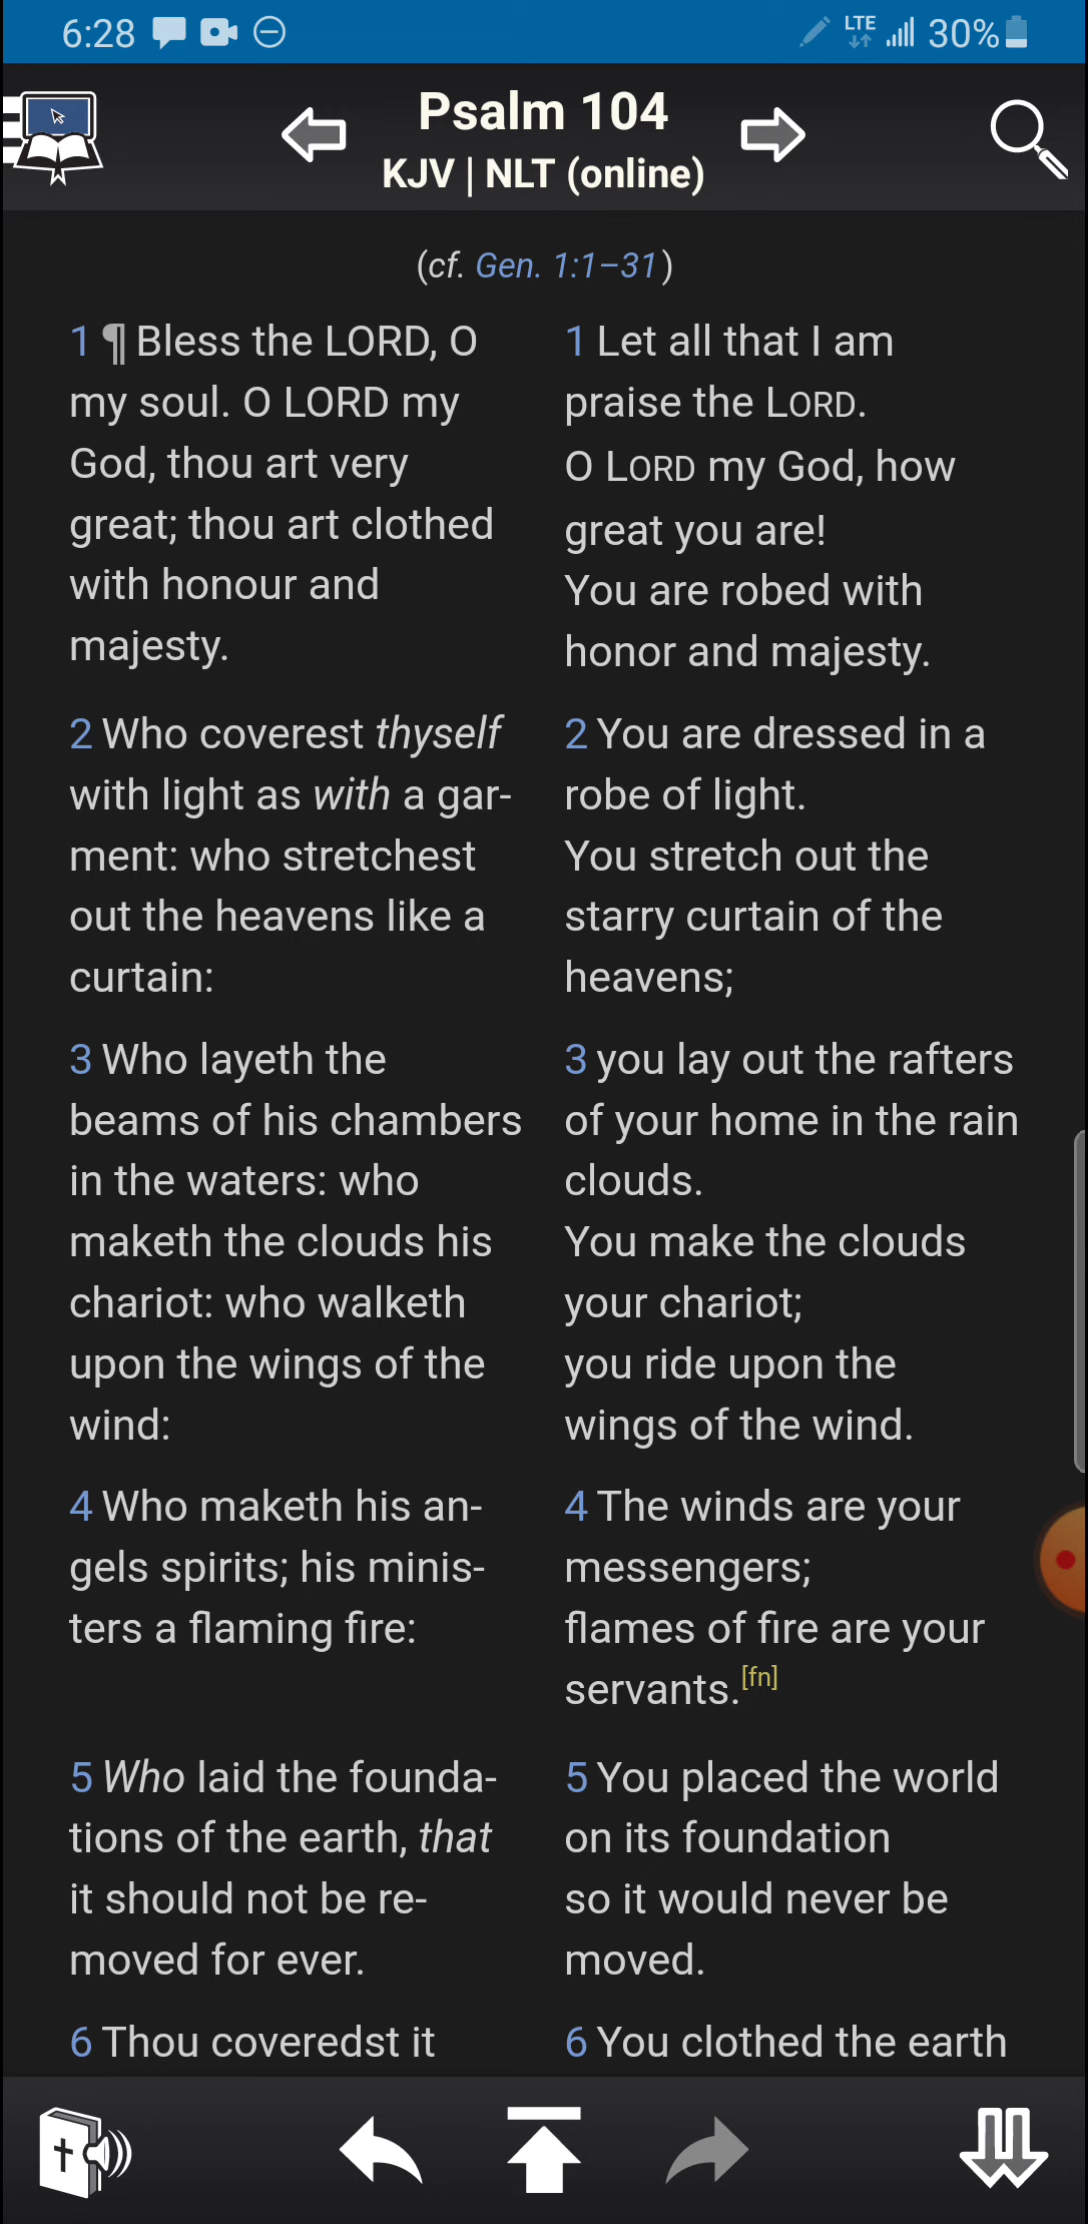 6:28
LTE
30%
Psalm 104
KJV | NLT (online)
(cf. Gen. 1:1–31)
1 ¶ Bless the LORD, O
my soul. O LORD my
God, thou art very
great; thou art clothed
with honour and
majesty.
2 Who coverest thyself
with light as with a gar-
ment: who stretchest
out the heavens like a
curtain:
3 Who layeth the
beams of his chambers
in the waters: who
maketh the clouds his
chariot: who walketh
upon the wings of the
wind:
4 Who maketh his an-
gels spirits; his minis-
ters a flaming fire:
5 Who laid the founda-
tions of the earth, that
it should not be re-
moved for ever.
6 Thou coveredst it
1 Let all that I am
praise the LORD.
O LORD my God, how
great you are!
You are robed with
honor and majesty.
2 You are dressed in a
robe of light.
You stretch out the
starry curtain of the
heavens;
3 you lay out the rafters
of your home in the rain
clouds.
You make the clouds
your chariot;
you ride upon the
wings of the wind.
4 The winds are your
messengers;
flames of fire are your
servants.[fn]
5 You placed the world
on its foundation
so it would never be
moved.
6 You clothed the earth